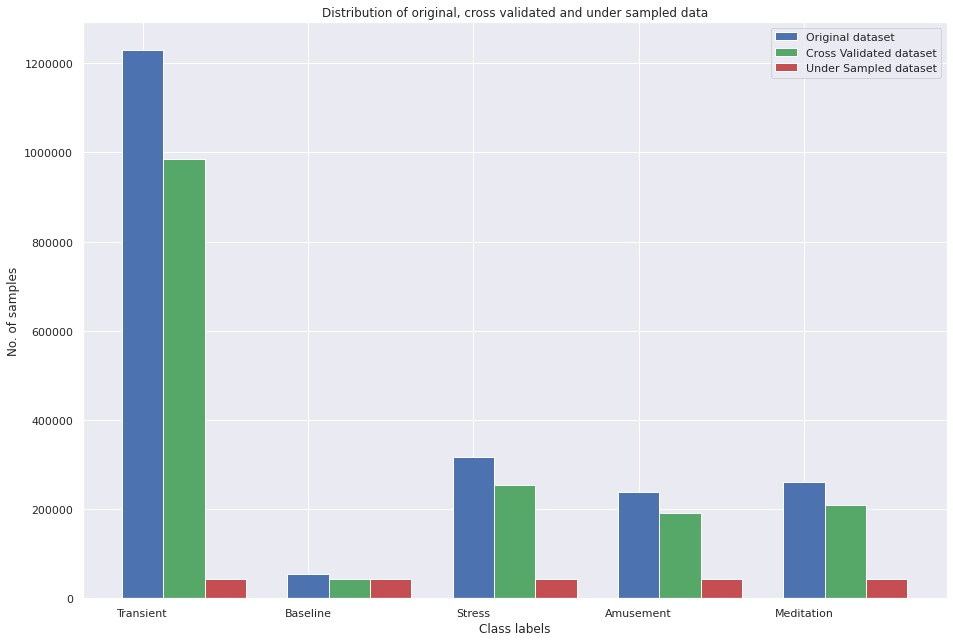 Distribution of original, cross validated and under sampled data
Original dataset
Cross Validated dataset
Under Sampled dataset
1200000
1000000
800000
600000
400000
200000
0
No. of samples
Transient Baseline Stress Amusement Meditation
Class labels